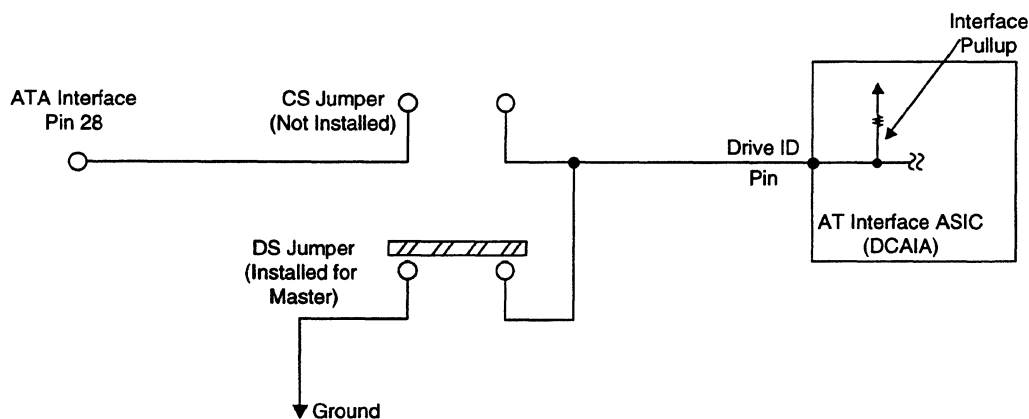 Interface
Pullup
ATA Interface
Pin 28
CS Jumper
(Not Installed)
Drive ID
Pin
AT Interface ASIC
(DCAIA)
DS Jumper
(Installed for
Master)
Ground